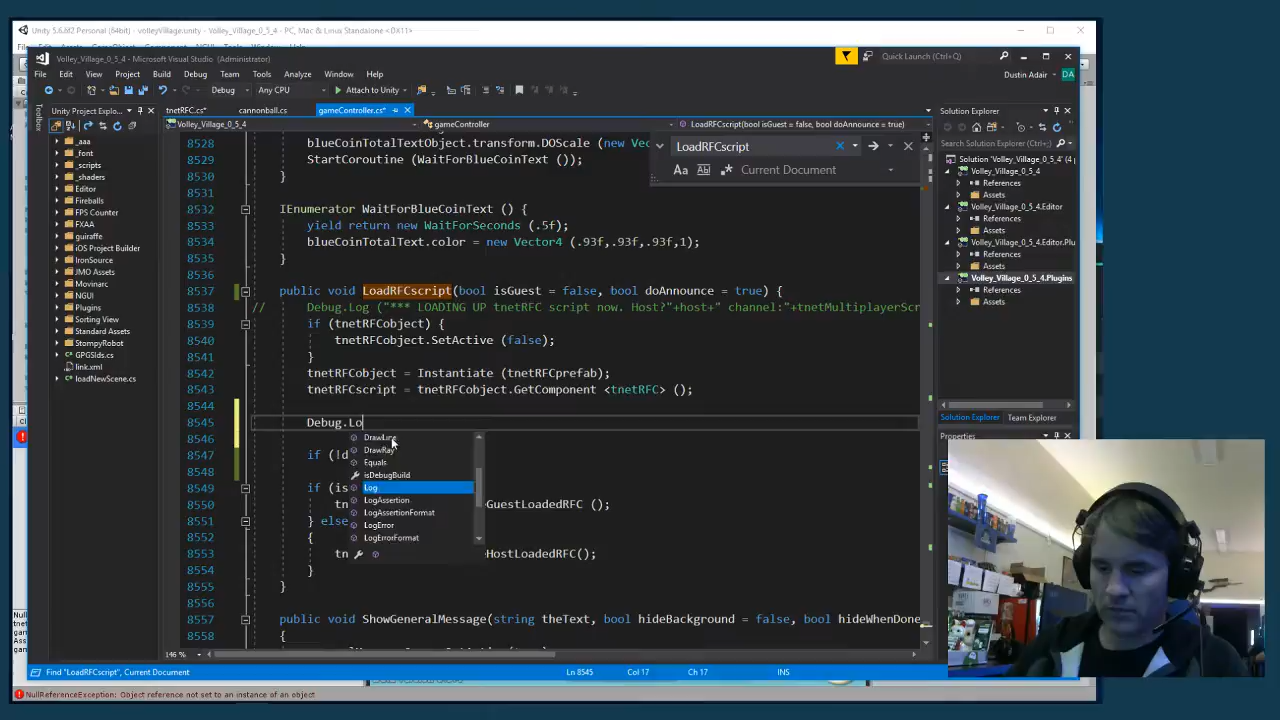 Unity 5.6.6f2 Personal (64bit) - volleyVillage.unity - Volley_Village_0_5_4 - PC, Mac & Linux Standalone <DX11>
Volley_Village_0_5_4 - Microsoft Visual Studio (Administrator)
Quick Launch (Ctrl+Q)
File Edit View Project Build Debug Team Tools Analyze Window Help
Dustin Adair DA
Debug Any CPU Attach to Unity
Unity Project Explo...
tnetRFC.cs* cannonball.cs gameController.cs*
Solution Explorer
Toolbox
Volley_Village_0_5_4
gameController
LoadRFCscript(bool isGuest = false, bool doAnnounce = true)
LoadRFCscript
Current Document
Search Solution Explorer (Ctrl+;)
Solution 'Volley_Village_0_5_4' (4 p
Volley_Village_0_5_4
References
Assets
Volley_Village_0_5_4.Editor
References
Assets
Volley_Village_0_5_4.Editor.Plu
References
Assets
Volley_Village_0_5_4.Plugins
References
Assets
_aaa
_font
_scripts
_shaders
Editor
Fireballs
FPS Counter
FXAA
guiraffe
iOS Project Builder
IronSource
JMO Assets
Movinarc
NGUI
Plugins
Sorting View
Standard Assets
StompyRobot
GPGSIds.cs
link.xml
loadNewScene.cs
8528 blueCoinTotalTextObject.transform.DOScale (new Vec
8529 StartCoroutine (WaitForBlueCoinText ());
8530 }
8531
8532 IEnumerator WaitForBlueCoinText () {
8533 yield return new WaitForSeconds (.5f);
8534 blueCoinTotalText.color = new Vector4 (.93f,.93f,.93f,1);
8535 }
8536
8537 public void LoadRFCscript(bool isGuest = false, bool doAnnounce = true) {
8538 // Debug.Log ("*** LOADING UP tnetRFC script now. Host?"+host+" channel:"+tnetMultiplayerScr
8539 if (tnetRFCobject) {
8540 tnetRFCobject.SetActive (false);
8541 }
8542 tnetRFCobject = Instantiate (tnetRFCprefab);
8543 tnetRFCscript = tnetRFCobject.GetComponent <tnetRFC> ();
8544
8545 Debug.Lo
8546
8547 if (!d
8548
8549 if (is
8550 tn GuestLoadedRFC ();
8551 } else
8552 {
8553 tn eHostLoadedRFC();
8554 }
8555 }
8556
8557 public void ShowGeneralMessage(string theText, bool hideBackground = false, bool hideWhenDone
8558 {
DrawLine
DrawRay
Equals
isDebugBuild
Log
LogAssertion
LogAssertionFormat
LogError
LogErrorFormat
Solution Explorer Team Explorer
Properties
146 %
Find "LoadRFCscript", Current Document
Ln 8545 Col 17 Ch 17 INS
NullReferenceException: Object reference not set to an instance of an object